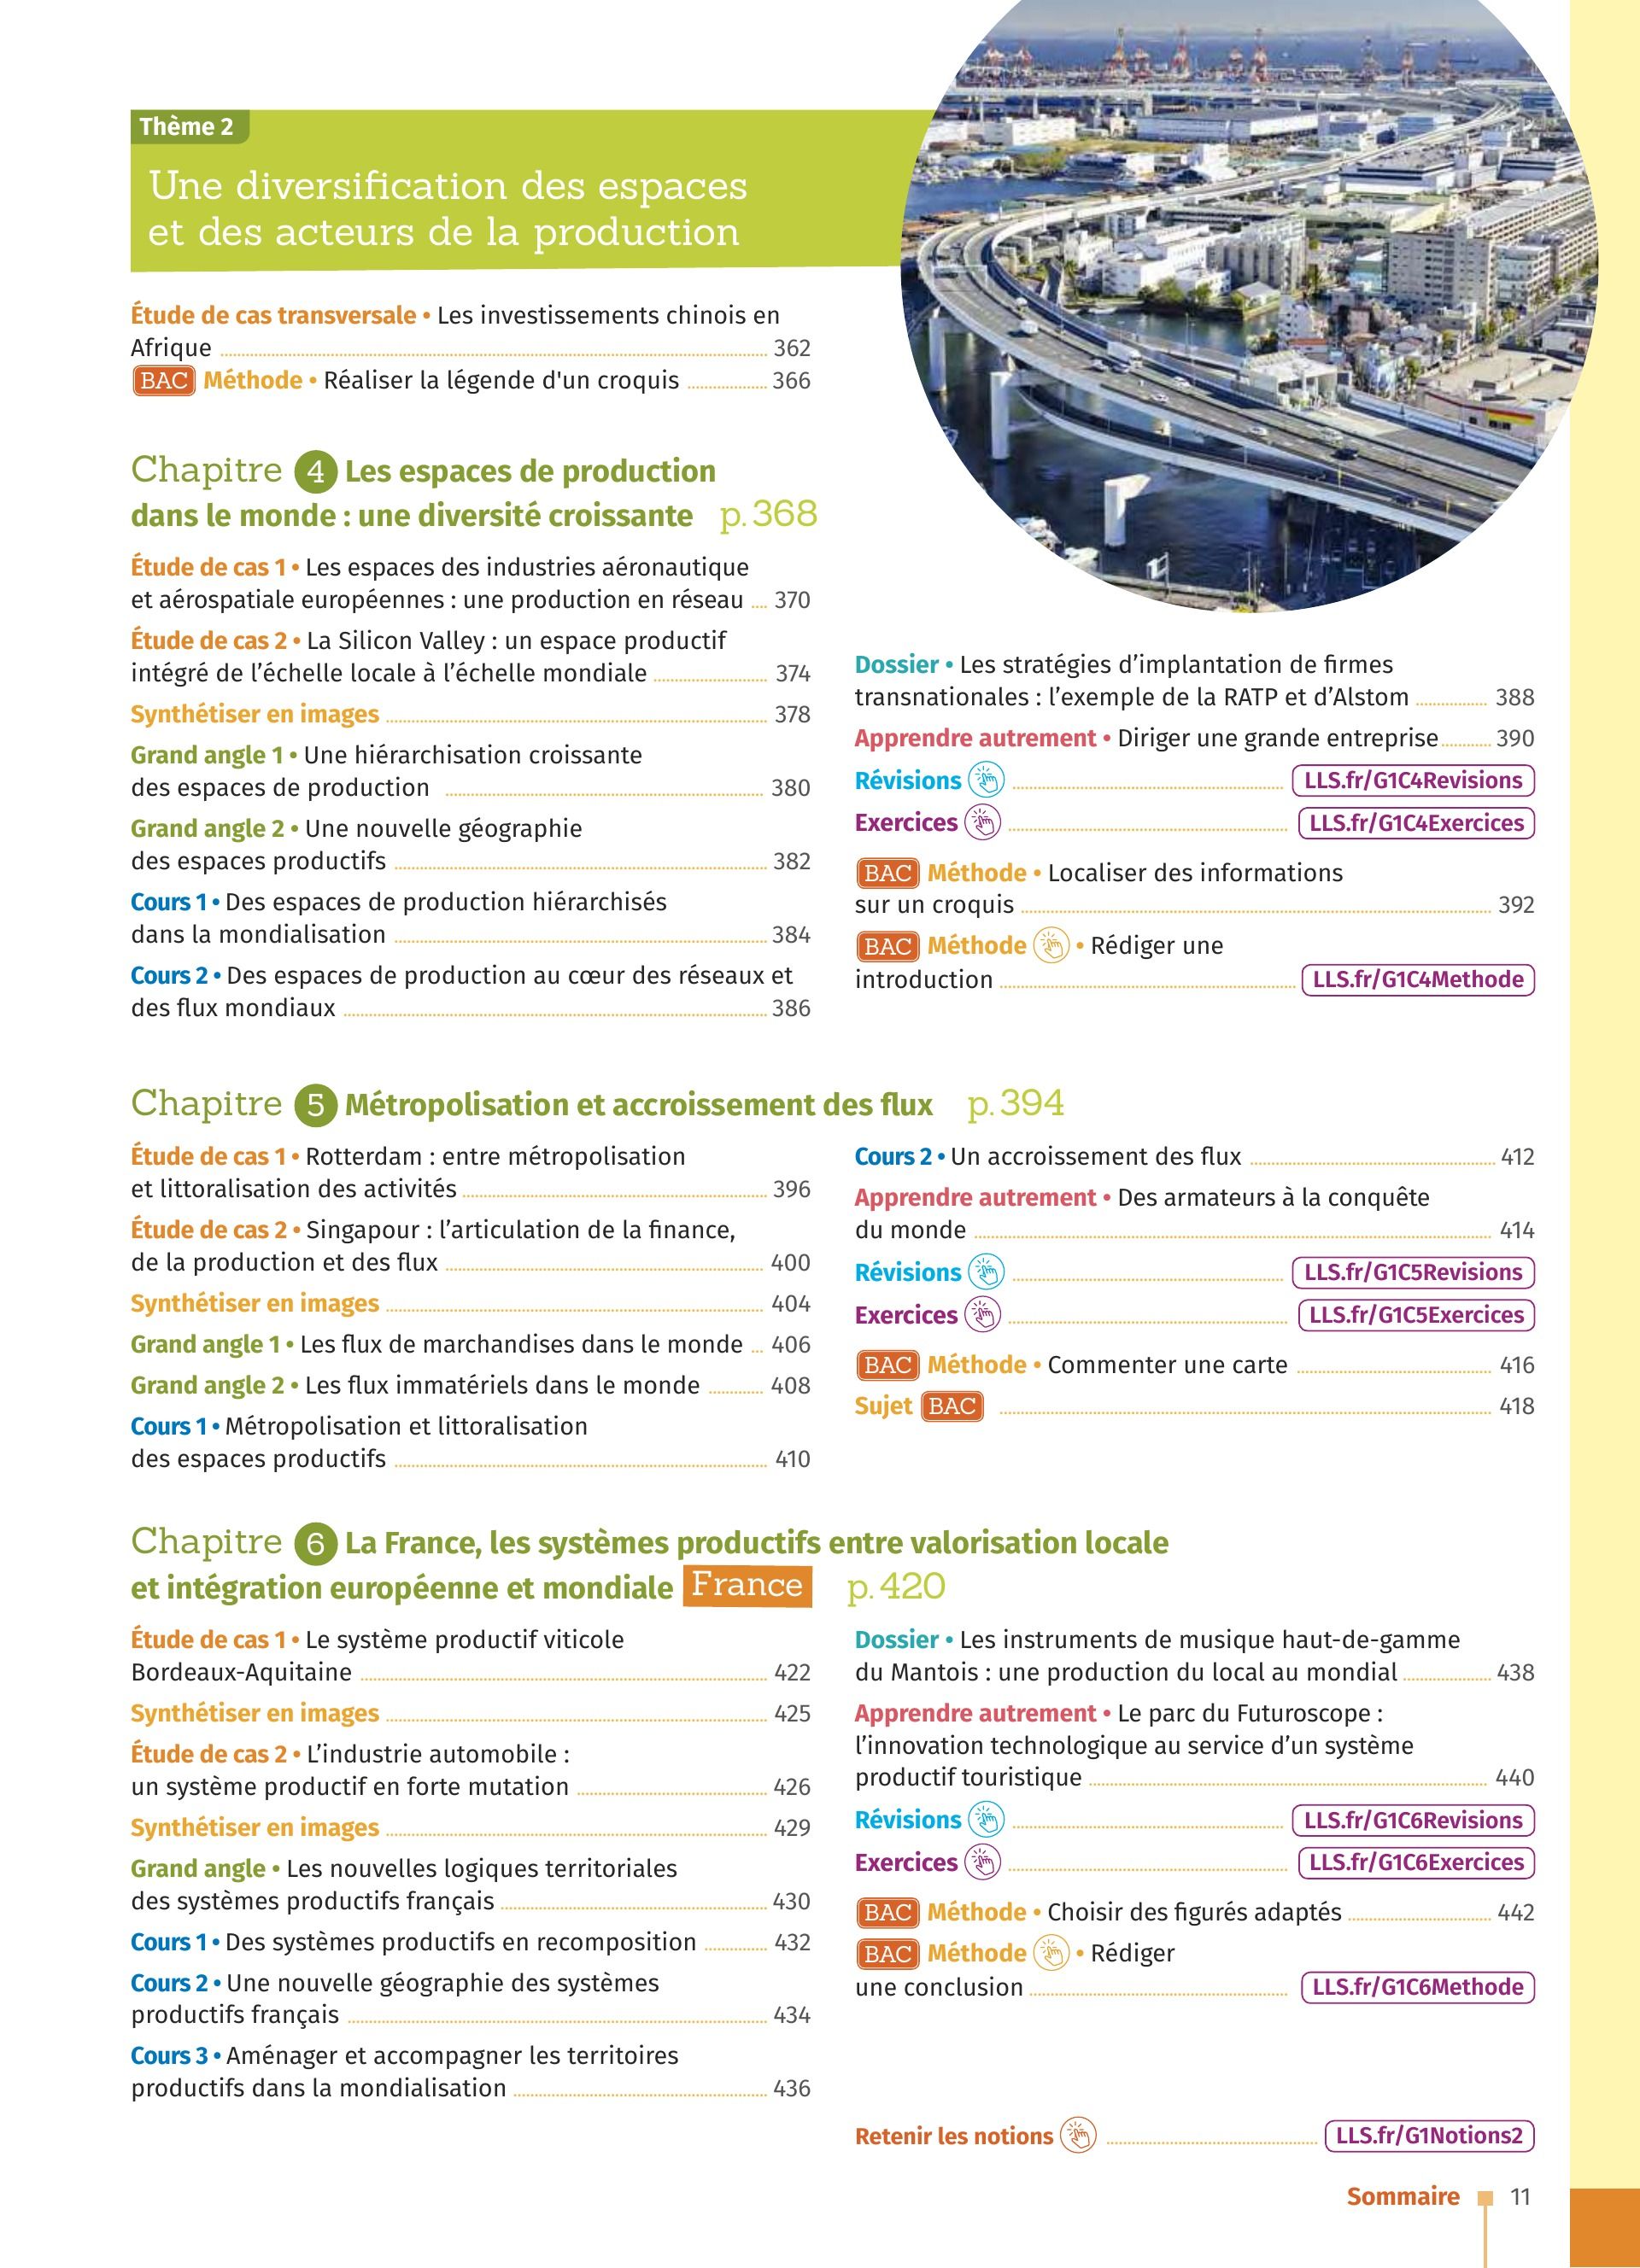 Thème 2
Une diversification des espaces
et des acteurs de la production
Étude de cas transversale • Les investissements chinois en
Afrique 362
BAC Méthode • Réaliser la légende d'un croquis 366
Chapitre 4 Les espaces de production
dans le monde : une diversité croissante p. 368
Étude de cas 1 • Les espaces des industries aéronautique
et aérospatiale européennes : une production en réseau 370
Étude de cas 2 • La Silicon Valley : un espace productif
intégré de l’échelle locale à l’échelle mondiale 374
Synthétiser en images 378
Grand angle 1 • Une hiérarchisation croissante
des espaces de production 380
Grand angle 2 • Une nouvelle géographie
des espaces productifs 382
Cours 1 • Des espaces de production hiérarchisés
dans la mondialisation 384
Cours 2 • Des espaces de production au cœur des réseaux et
des flux mondiaux 386
Dossier • Les stratégies d’implantation de firmes
transnationales : l’exemple de la RATP et d’Alstom 388
Apprendre autrement • Diriger une grande entreprise 390
Révisions LLS.fr/G1C4Revisions
Exercices LLS.fr/G1C4Exercices
BAC Méthode • Localiser des informations
sur un croquis 392
BAC Méthode • Rédiger une
introduction LLS.fr/G1C4Methode
Chapitre 5 Métropolisation et accroissement des flux p. 394
Étude de cas 1 • Rotterdam : entre métropolisation
et littoralisation des activités 396
Étude de cas 2 • Singapour : l’articulation de la finance,
de la production et des flux 400
Synthétiser en images 404
Grand angle 1 • Les flux de marchandises dans le monde 406
Grand angle 2 • Les flux immatériels dans le monde 408
Cours 1 • Métropolisation et littoralisation
des espaces productifs 410
Cours 2 • Un accroissement des flux 412
Apprendre autrement • Des armateurs à la conquête
du monde 414
Révisions LLS.fr/G1C5Revisions
Exercices LLS.fr/G1C5Exercices
BAC Méthode • Commenter une carte 416
Sujet BAC 418
Chapitre 6 La France, les systèmes productifs entre valorisation locale
et intégration européenne et mondiale France p. 420
Étude de cas 1 • Le système productif viticole
Bordeaux-Aquitaine 422
Synthétiser en images 425
Étude de cas 2 • L’industrie automobile :
un système productif en forte mutation 426
Synthétiser en images 429
Grand angle • Les nouvelles logiques territoriales
des systèmes productifs français 430
Cours 1 • Des systèmes productifs en recomposition 432
Cours 2 • Une nouvelle géographie des systèmes
productifs français 434
Cours 3 • Aménager et accompagner les territoires
productifs dans la mondialisation 436
Dossier • Les instruments de musique haut-de-gamme
du Mantois : une production du local au mondial 438
Apprendre autrement • Le parc du Futuroscope :
l’innovation technologique au service d’un système
productif touristique 440
Révisions LLS.fr/G1C6Revisions
Exercices LLS.fr/G1C6Exercices
BAC Méthode • Choisir des figurés adaptés 442
BAC Méthode • Rédiger
une conclusion LLS.fr/G1C6Methode
Retenir les notions LLS.fr/G1Notions2
Sommaire 11